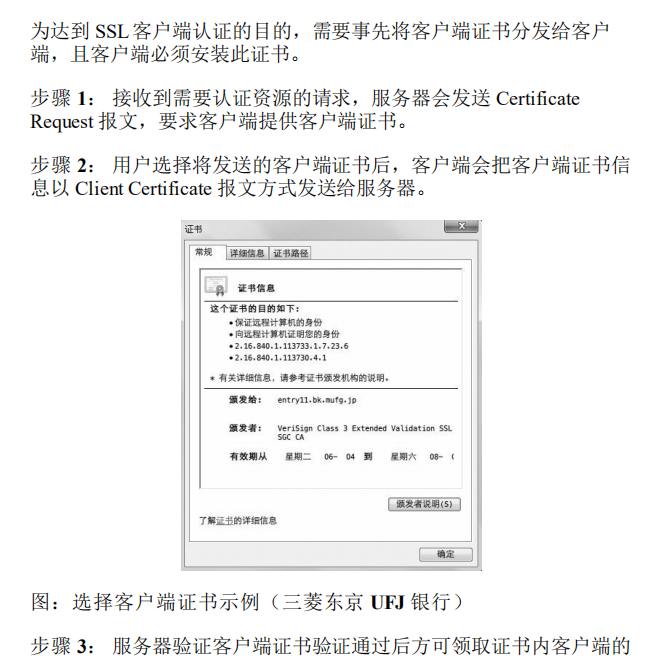 为达到 SSL 客户端认证的目的，需要事先将客户端证书分发给客户
端，且客户端必须安装此证书。
步骤 1： 接收到需要认证资源的请求，服务器会发送 Certificate
Request 报文，要求客户端提供客户端证书。
步骤 2： 用户选择将发送的客户端证书后，客户端会把客户端证书信
息以 Client Certificate 报文方式发送给服务器。
证书
常规 详细信息 证书路径
证书信息
这个证书的目的如下：
•保证远程计算机的身份
•向远程计算机证明您的身份
•2.16.840.1.113733.1.7.23.6
•2.16.840.1.113730.4.1
* 有关详细信息，请参考证书颁发机构的说明。
颁发给： entry11.bk.mufg.jp
颁发者： VeriSign Class 3 Extended Validation SSL
SGC CA
有效期从 星期二 06- 04 到 星期六 08-
颁发者说明(S)
了解证书的详细信息
确定
图：选择客户端证书示例（三菱东京 UFJ 银行）
步骤 3： 服务器验证客户端证书验证通过后方可领取证书内客户端的